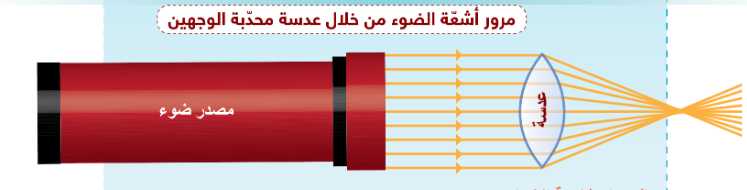 مرور أشعّة الضوء من خلال عدسة محدّبة الوجهين
مصدر ضوء
عدسة